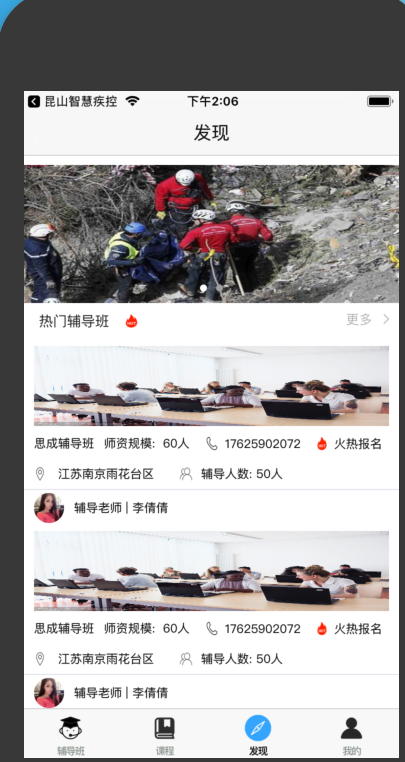 昆山智慧疾控 下午2:06
发现
热门辅导班 HOT 更多
思成辅导班 师资规模: 60人 17625902072 HOT 火热报名
江苏南京雨花台区 辅导人数: 50人
辅导老师 | 李倩倩
思成辅导班 师资规模: 60人 17625902072 HOT 火热报名
江苏南京雨花台区 辅导人数: 50人
辅导老师 | 李倩倩
辅导班 课程 发现 我的